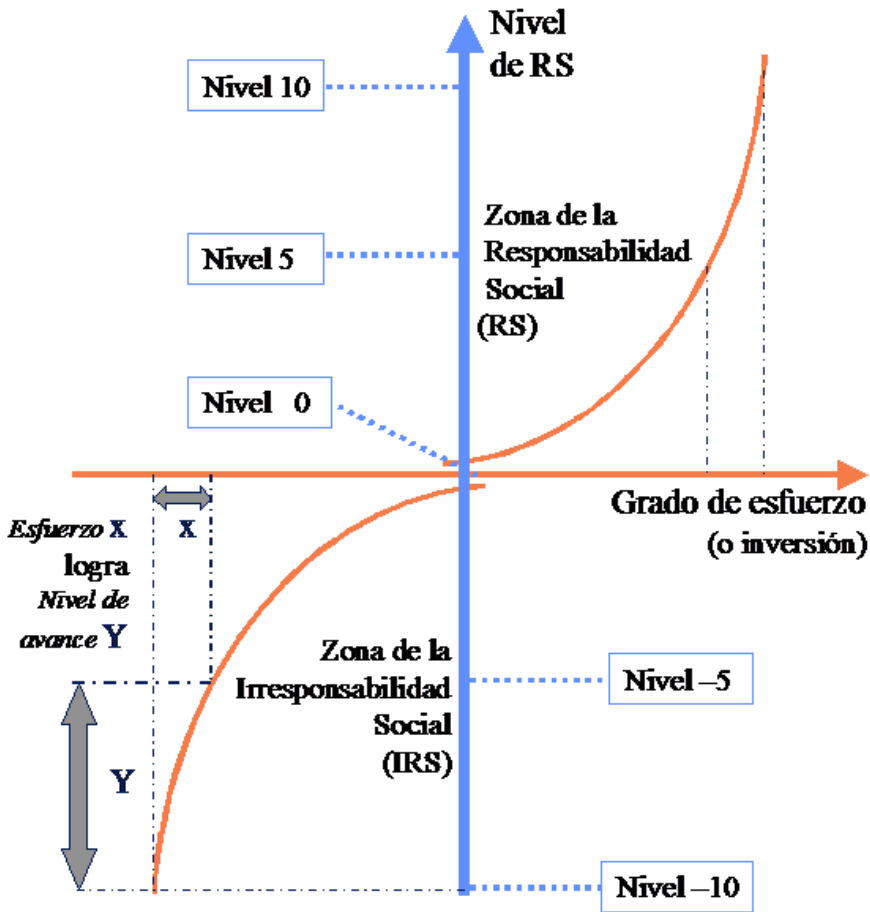 Nivel
de RS
Nivel 10
Zona de la
Responsabilidad
Social
(RS)
Nivel 5
Nivel 0
Grado de esfuerzo
(o inversión)
x
Esfuerzo x
logra
Nivel de
avance Y
Zona de la
Irresponsabilidad
Social
(IRS)
Nivel –5
Y
Nivel –10